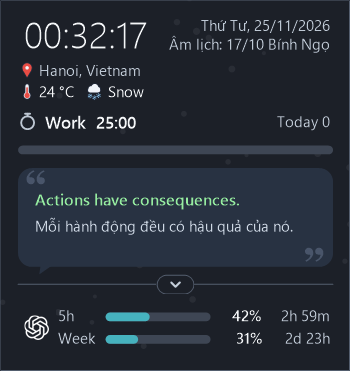 00:32:17
Thứ Tư, 25/11/2026
Âm lịch: 17/10 Bính Ngọ
Hanoi, Vietnam
24 °C Snow
Work 25:00
Today 0
Actions have consequences.
Mỗi hành động đều có hậu quả của nó.
5h 42% 2h 59m
Week 31% 2d 23h